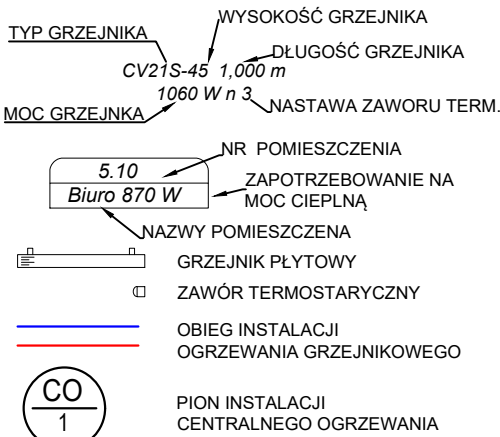 WYSOKOŚĆ GRZEJNIKA
TYP GRZEJNIKA
DŁUGOŚĆ GRZEJNIKA
CV21S-45 1,000 m
1060 W n 3
NASTAWA ZAWORU TERM.
MOC GRZEJNKA
NR POMIESZCZENIA
5.10
Biuro 870 W
ZAPOTRZEBOWANIE NA
MOC CIEPLNĄ
NAZWY POMIESZCZENA
GRZEJNIK PŁYTOWY
ZAWÓR TERMOSTARYCZNY
OBIEG INSTALACJI
OGRZEWANIA GRZEJNIKOWEGO
CO
1
PION INSTALACJI
CENTRALNEGO OGRZEWANIA